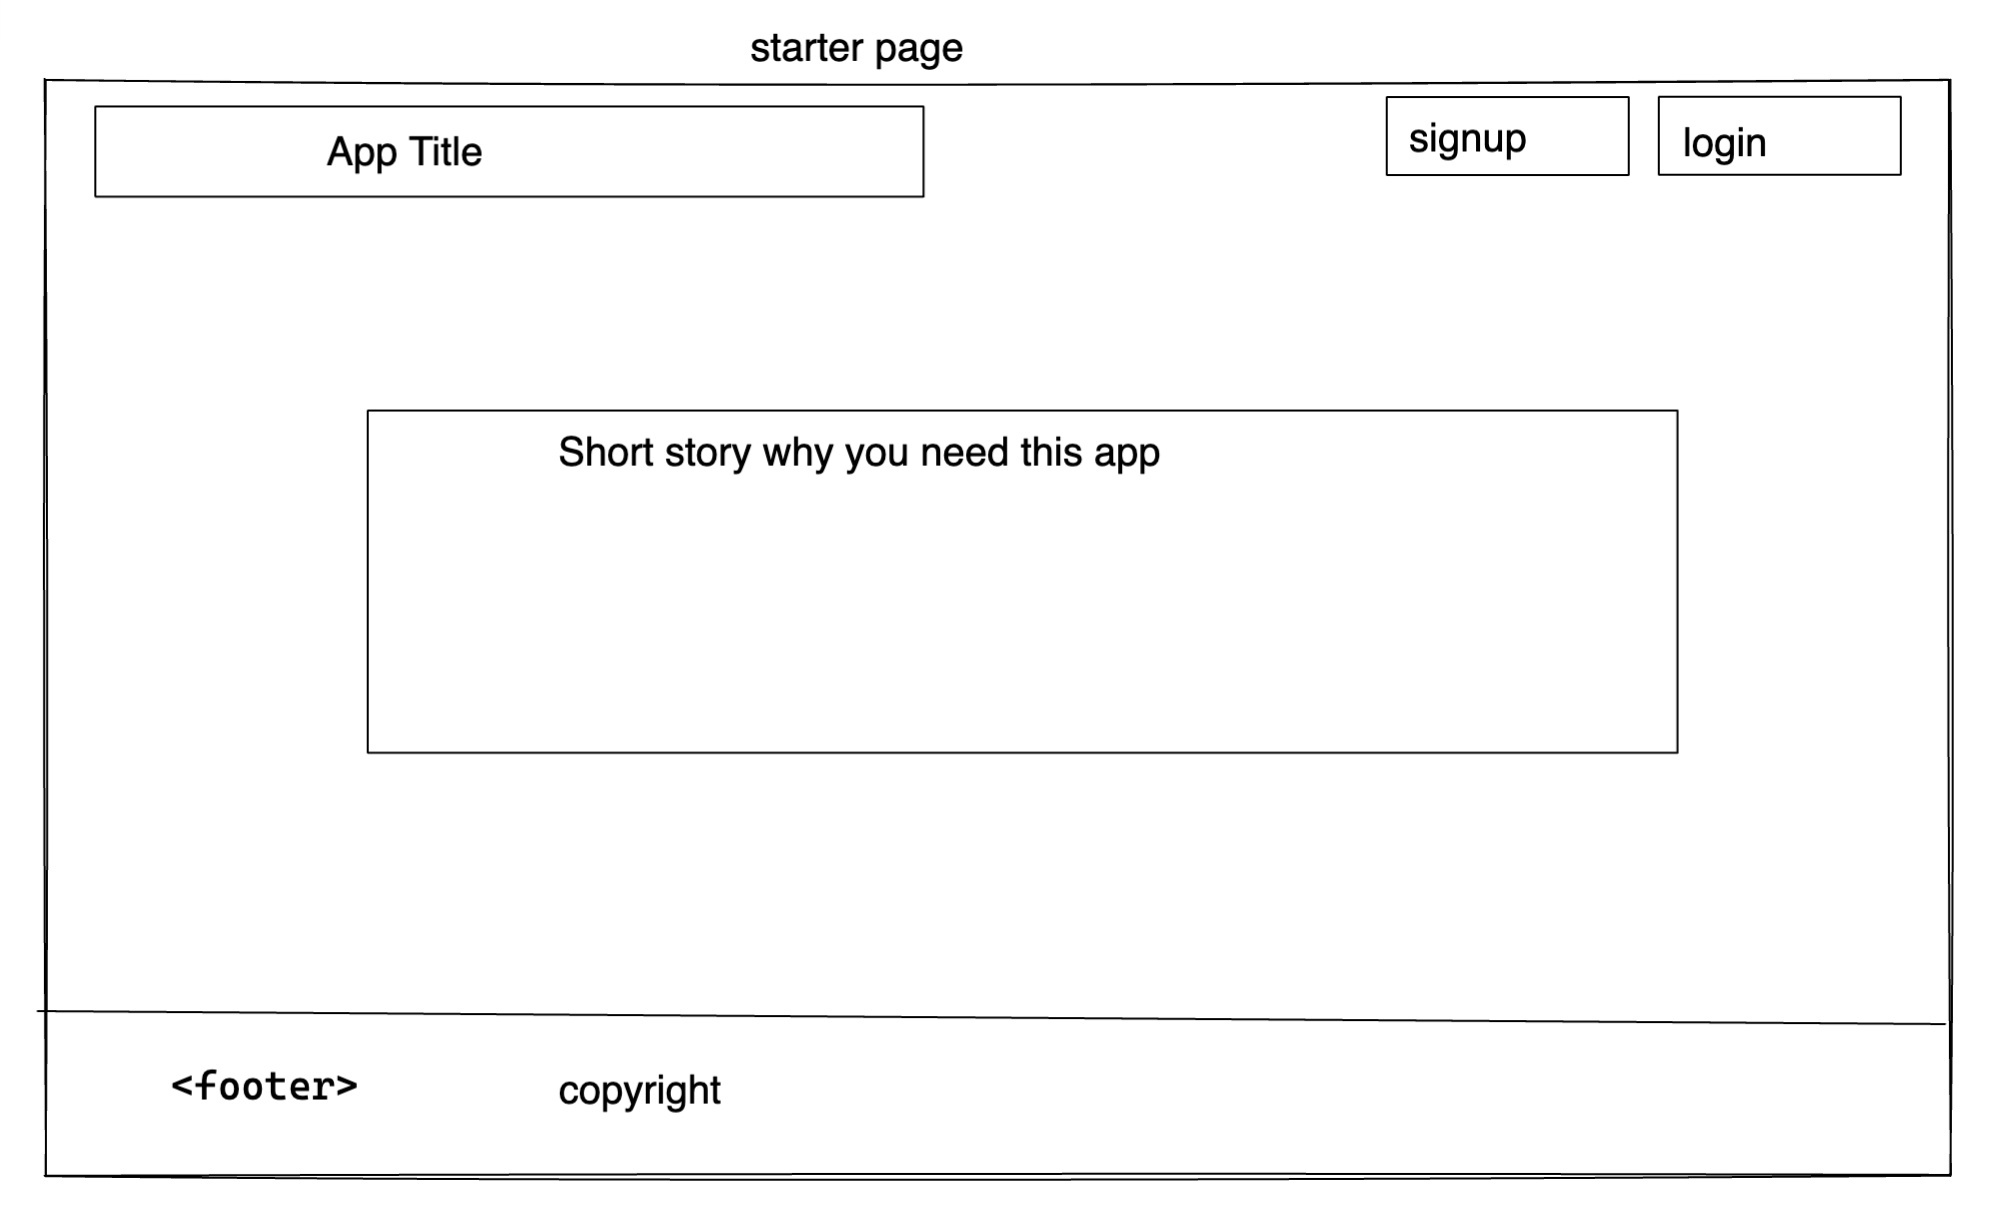 starter page
App Title
signup
login
Short story why you need this app
<footer>
copyright